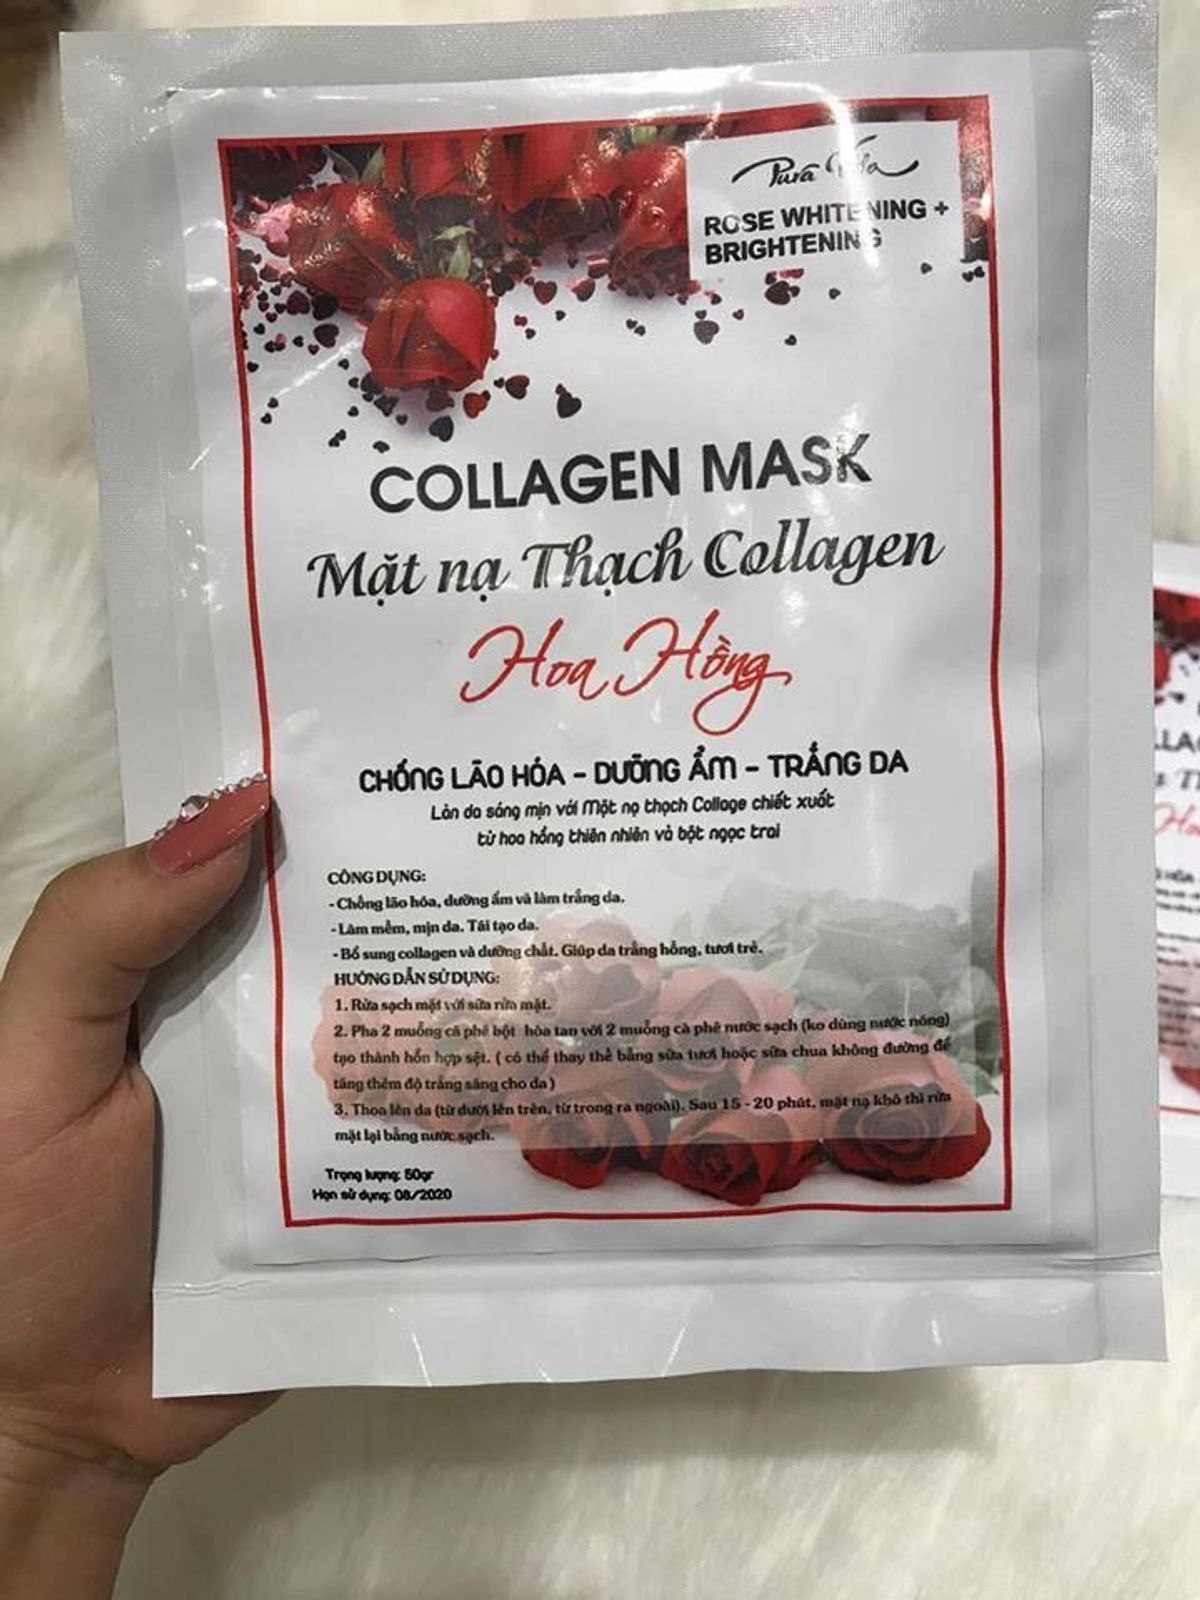 Pura Vida
ROSE WHITENING +
BRIGHTENING
COLLAGEN MASK
Mặt nạ Thạch Collagen
Hoa Hồng
CHỐNG LÃO HÓA - DƯỠNG ẨM - TRẮNG DA
Làn da sáng mịn với Mặt nạ thạch Collage chiết xuất
từ hoa hồng thiên nhiên và bột ngọc trai
CÔNG DỤNG:
- Chống lão hóa, dưỡng ẩm và làm trắng da.
- Làm mềm, mịn da. Tái tạo da.
- Bổ sung collagen và dưỡng chất. Giúp da trắng hồng, tươi trẻ.
HƯỚNG DẪN SỬ DỤNG:
1. Rửa sạch mặt với sữa rửa mặt.
2. Pha 2 muỗng cà phê bột hòa tan với 2 muỗng cà phê nước sạch (ko dùng nước nóng)
tạo thành hỗn hợp sệt. ( có thể thay thế bằng sữa tươi hoặc sữa chua không đường để
tăng thêm độ trắng sáng cho da )
3. Thoa lên da (từ dưới lên trên, từ trong ra ngoài). Sau 15 - 20 phút, mặt nạ khô thì rửa
mặt lại bằng nước sạch.
Trọng lượng: 50gr
Hạn sử dụng: 08/2020